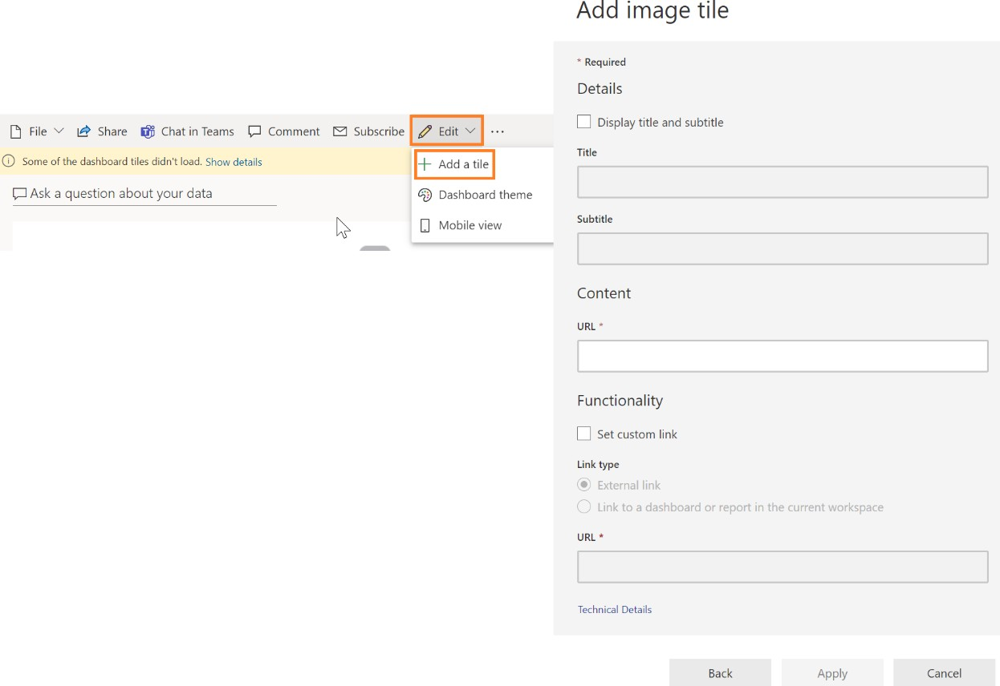 File Share Chat in Teams Comment Subscribe Edit ...
Some of the dashboard tiles didn't load. Show details
Ask a question about your data
Add a tile
Dashboard theme
Mobile view
Add image tile
* Required
Details
Display title and subtitle
Title
Subtitle
Content
URL *
Functionality
Set custom link
Link type
External link
Link to a dashboard or report in the current workspace
URL *
Technical Details
Back Apply Cancel